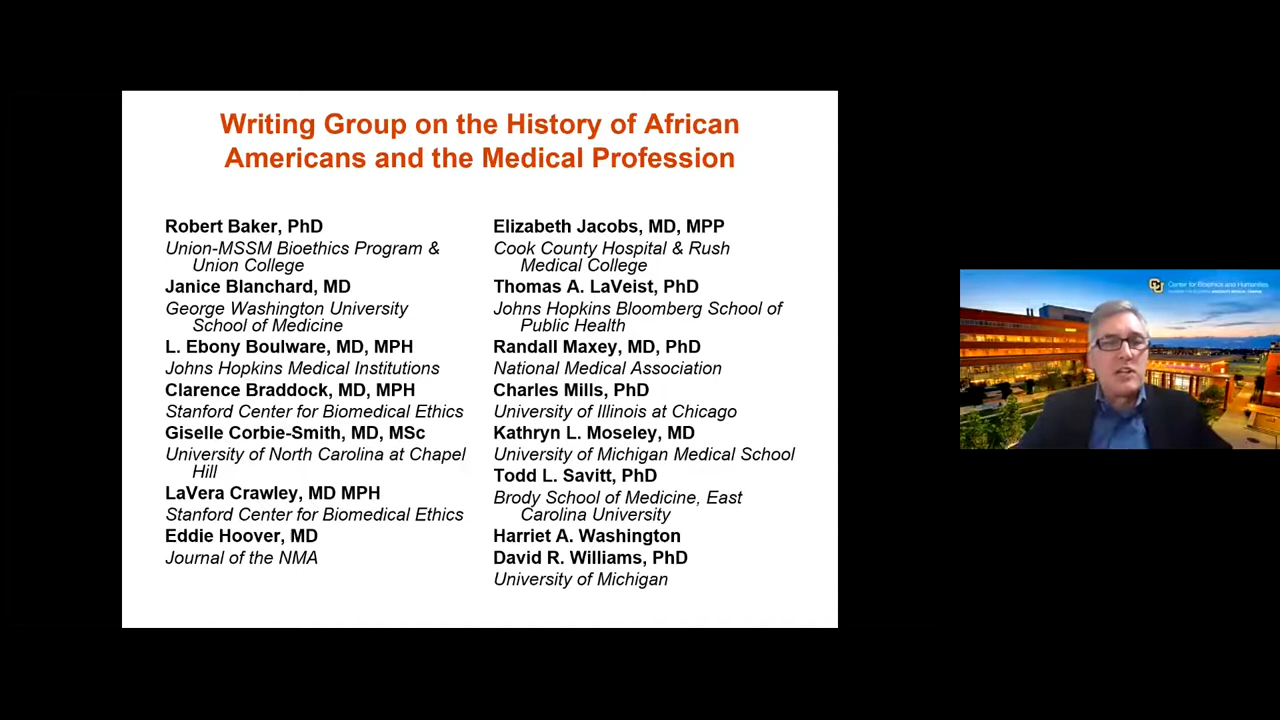 Writing Group on the History of African
Americans and the Medical Profession
Robert Baker, PhD
Union-MSSM Bioethics Program &
Union College
Janice Blanchard, MD
George Washington University
School of Medicine
L. Ebony Boulware, MD, MPH
Johns Hopkins Medical Institutions
Clarence Braddock, MD, MPH
Stanford Center for Biomedical Ethics
Giselle Corbie-Smith, MD, MSc
University of North Carolina at Chapel
Hill
LaVera Crawley, MD MPH
Stanford Center for Biomedical Ethics
Eddie Hoover, MD
Journal of the NMA
Elizabeth Jacobs, MD, MPP
Cook County Hospital & Rush
Medical College
Thomas A. LaVeist, PhD
Johns Hopkins Bloomberg School of
Public Health
Randall Maxey, MD, PhD
National Medical Association
Charles Mills, PhD
University of Illinois at Chicago
Kathryn L. Moseley, MD
University of Michigan Medical School
Todd L. Savitt, PhD
Brody School of Medicine, East
Carolina University
Harriet A. Washington
David R. Williams, PhD
University of Michigan
Center for Bioethics and Humanities